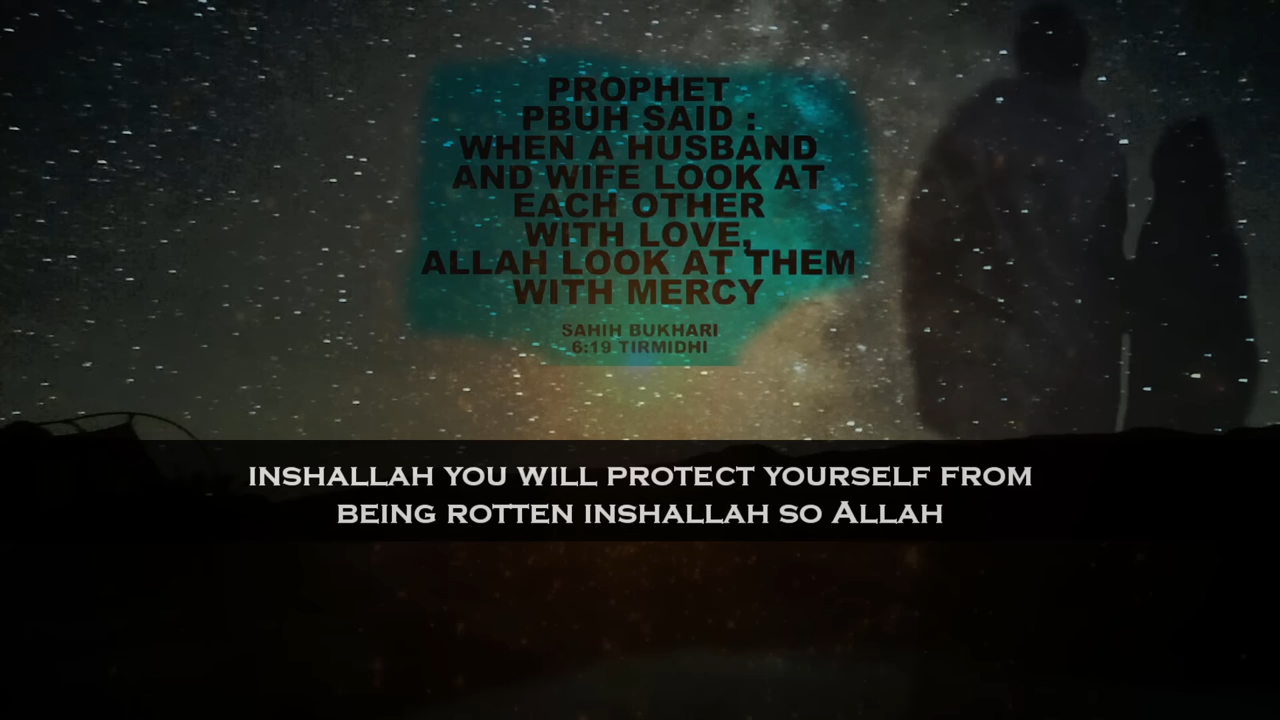 PROPHET
PBUH SAID :
WHEN A HUSBAND
AND WIFE LOOK AT
EACH OTHER
WITH LOVE,
ALLAH LOOK AT THEM
WITH MERCY
SAHIH BUKHARI
6:19 TIRMIDHI
INSHALLAH YOU WILL PROTECT YOURSELF FROM
BEING ROTTEN INSHALLAH SO ALLAH